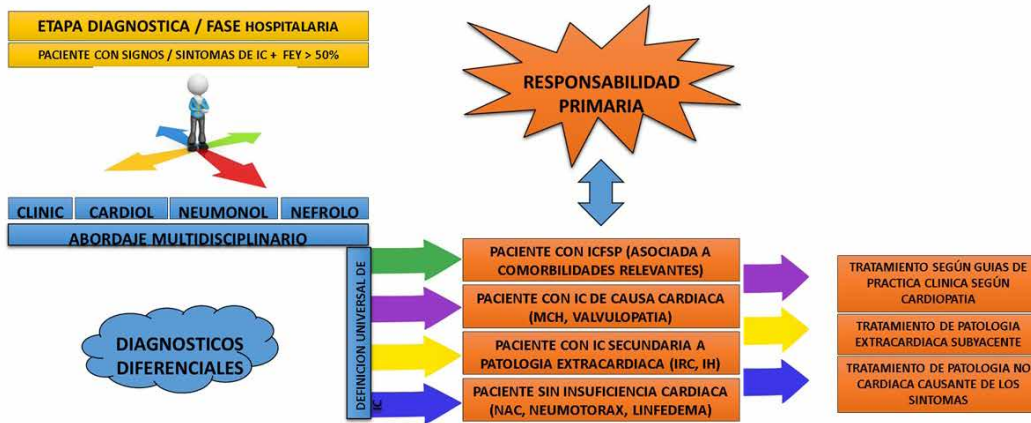 ETAPA DIAGNOSTICA / FASE HOSPITALARIA
PACIENTE CON SIGNOS / SINTOMAS DE IC + FEY > 50%
CLINIC
CARDIOL
NEUMONOL
NEFROLO
ABORDAJE MULTIDISCIPLINARIO
DIAGNOSTICOS
DIFERENCIALES
DEFINICION UNIVERSAL DE
IC
RESPONSABILIDAD
PRIMARIA
PACIENTE CON ICFSP (ASOCIADA A
COMORBILIDADES RELEVANTES)
PACIENTE CON IC DE CAUSA CARDIACA
(MCH, VALVULOPATIA)
PACIENTE CON IC SECUNDARIA A
PATOLOGIA EXTRACARDIACA (IRC, IH)
PACIENTE SIN INSUFICIENCIA CARDIACA
(NAC, NEUMOTORAX, LINFEDEMA)
TRATAMIENTO SEGÚN GUIAS DE
PRACTICA CLINICA SEGÚN
CARDIOPATIA
TRATAMIENTO DE PATOLOGIA
EXTRACARDIACA SUBYACENTE
TRATAMIENTO DE PATOLOGIA NO
CARDIACA CAUSANTE DE LOS
SINTOMAS